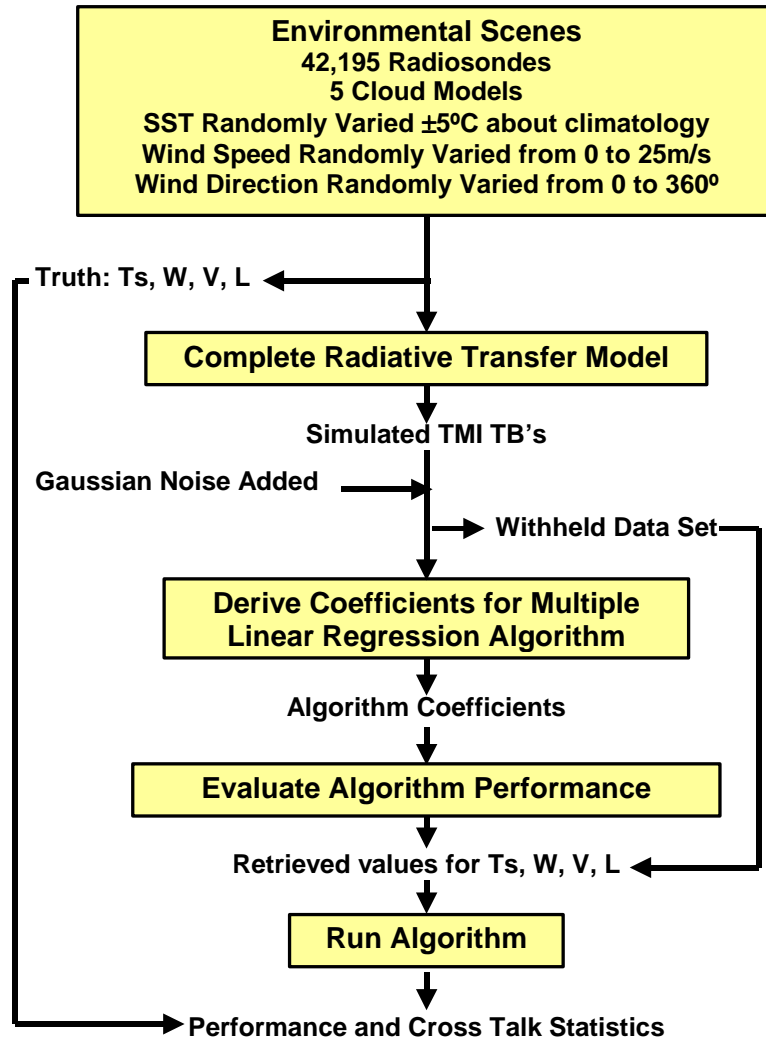 Environmental Scenes
42,195 Radiosondes
5 Cloud Models
SST Randomly Varied ±5ºC about climatology
Wind Speed Randomly Varied from 0 to 25m/s
Wind Direction Randomly Varied from 0 to 360º
Truth: Ts, W, V, L
Complete Radiative Transfer Model
Simulated TMI TB’s
Gaussian Noise Added
Withheld Data Set
Derive Coefficients for Multiple
Linear Regression Algorithm
Algorithm Coefficients
Evaluate Algorithm Performance
Retrieved values for Ts, W, V, L
Run Algorithm
Performance and Cross Talk Statistics